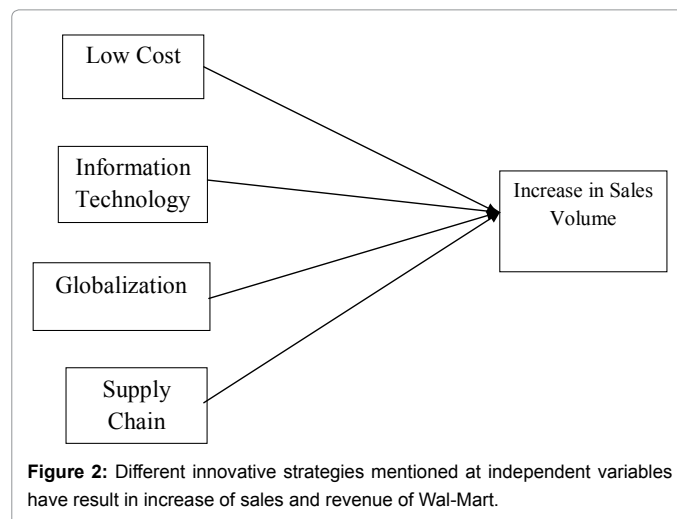 Low Cost
Information
Technology
Increase in Sales
Volume
Globalization
Supply
Chain
Figure 2: Different innovative strategies mentioned at independent variables
have result in increase of sales and revenue of Wal-Mart.